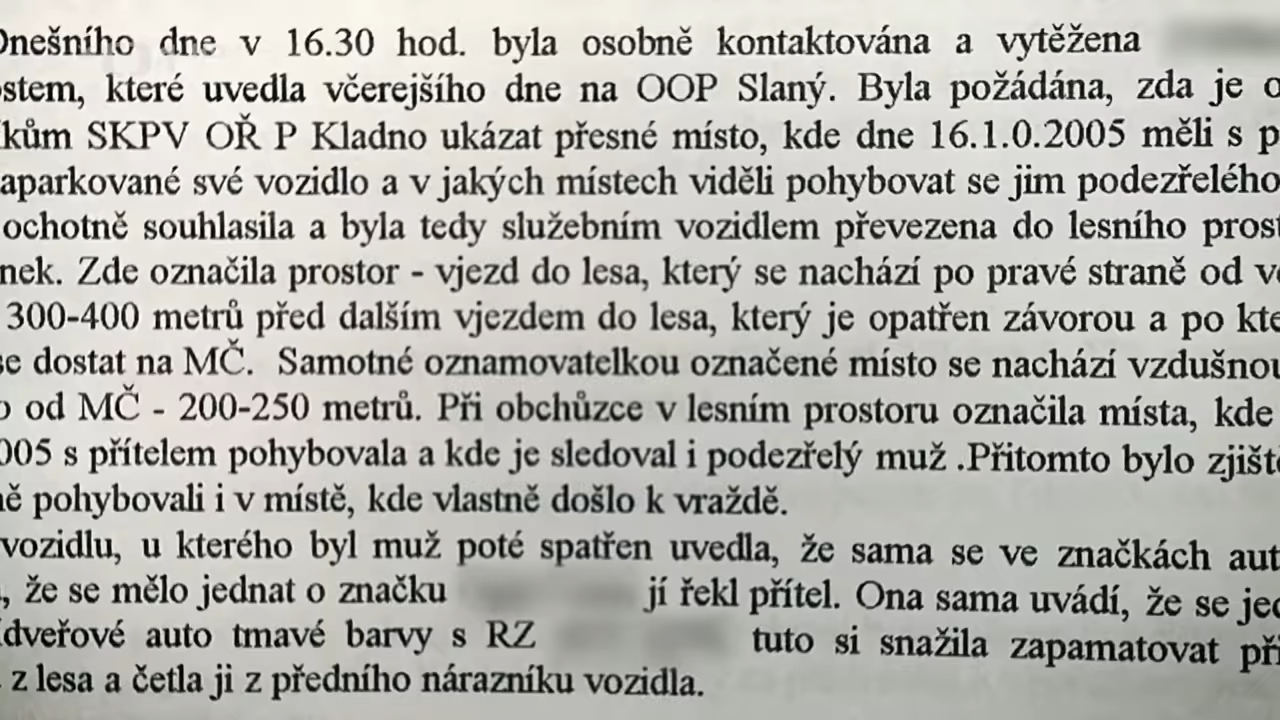 Dnešního dne v 16.30 hod. byla osobně kontaktována a vytěžena
které uvedla včerejšího dne na OOP Slaný. Byla požádána, zda je
SKPV OŘ P Kladno ukázat přesné místo, kde dne 16.1.0.2005 měli s
své vozidlo a v jakých místech viděli pohybovat se jim podezřelého
ochotně souhlasila a byla tedy služebním vozidlem převezena do lesního
Zde označila prostor - vjezd do lesa, který se nachází po pravé straně od
300-400 metrů před dalším vjezdem do lesa, který je opatřen závorou a po
dostat na MČ. Samotné oznamovatelkou označené místo se nachází
od MČ - 200-250 metrů. Při obchůzce v lesním prostoru označila místa, kde
005 s přítelem pohybovala a kde je sledoval i podezřelý muž .Přitomto bylo
pohybovali i v místě, kde vlastně došlo k vraždě.
vozidlu, u kterého byl muž poté spatřen uvedla, že sama se ve značkách
, že se mělo jednat o značku jí řekl přítel. Ona sama uvádí, že se
dveřové auto tmavé barvy s RZ tuto si snažila zapamatovat
z lesa a četla ji z předního nárazníku vozidla.